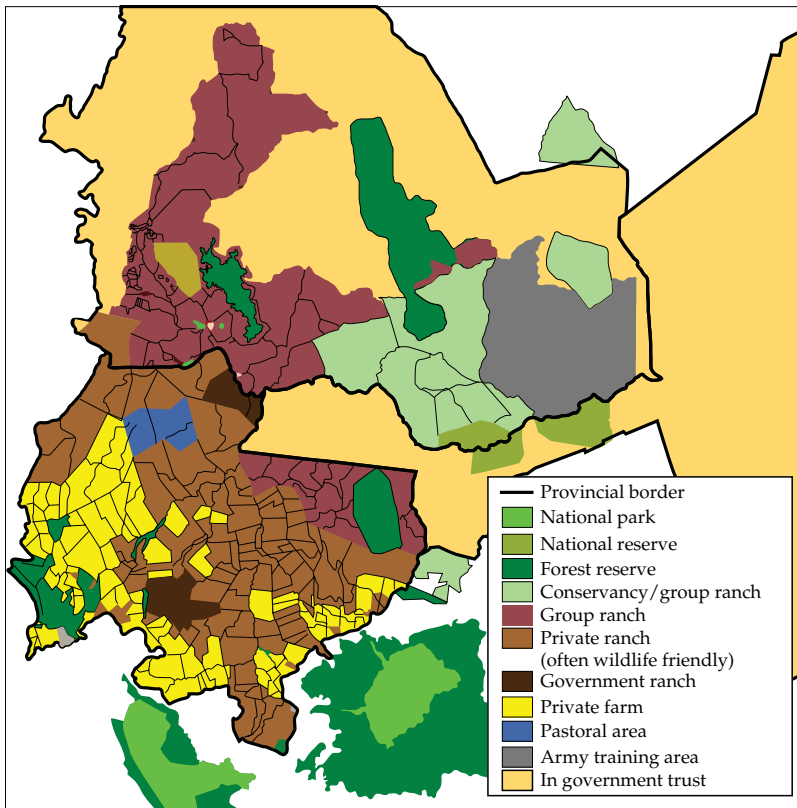 Provincial border
National park
National reserve
Forest reserve
Conservancy/group ranch
Group ranch
Private ranch
(often wildlife friendly)
Government ranch
Private farm
Pastoral area
Army training area
In government trust